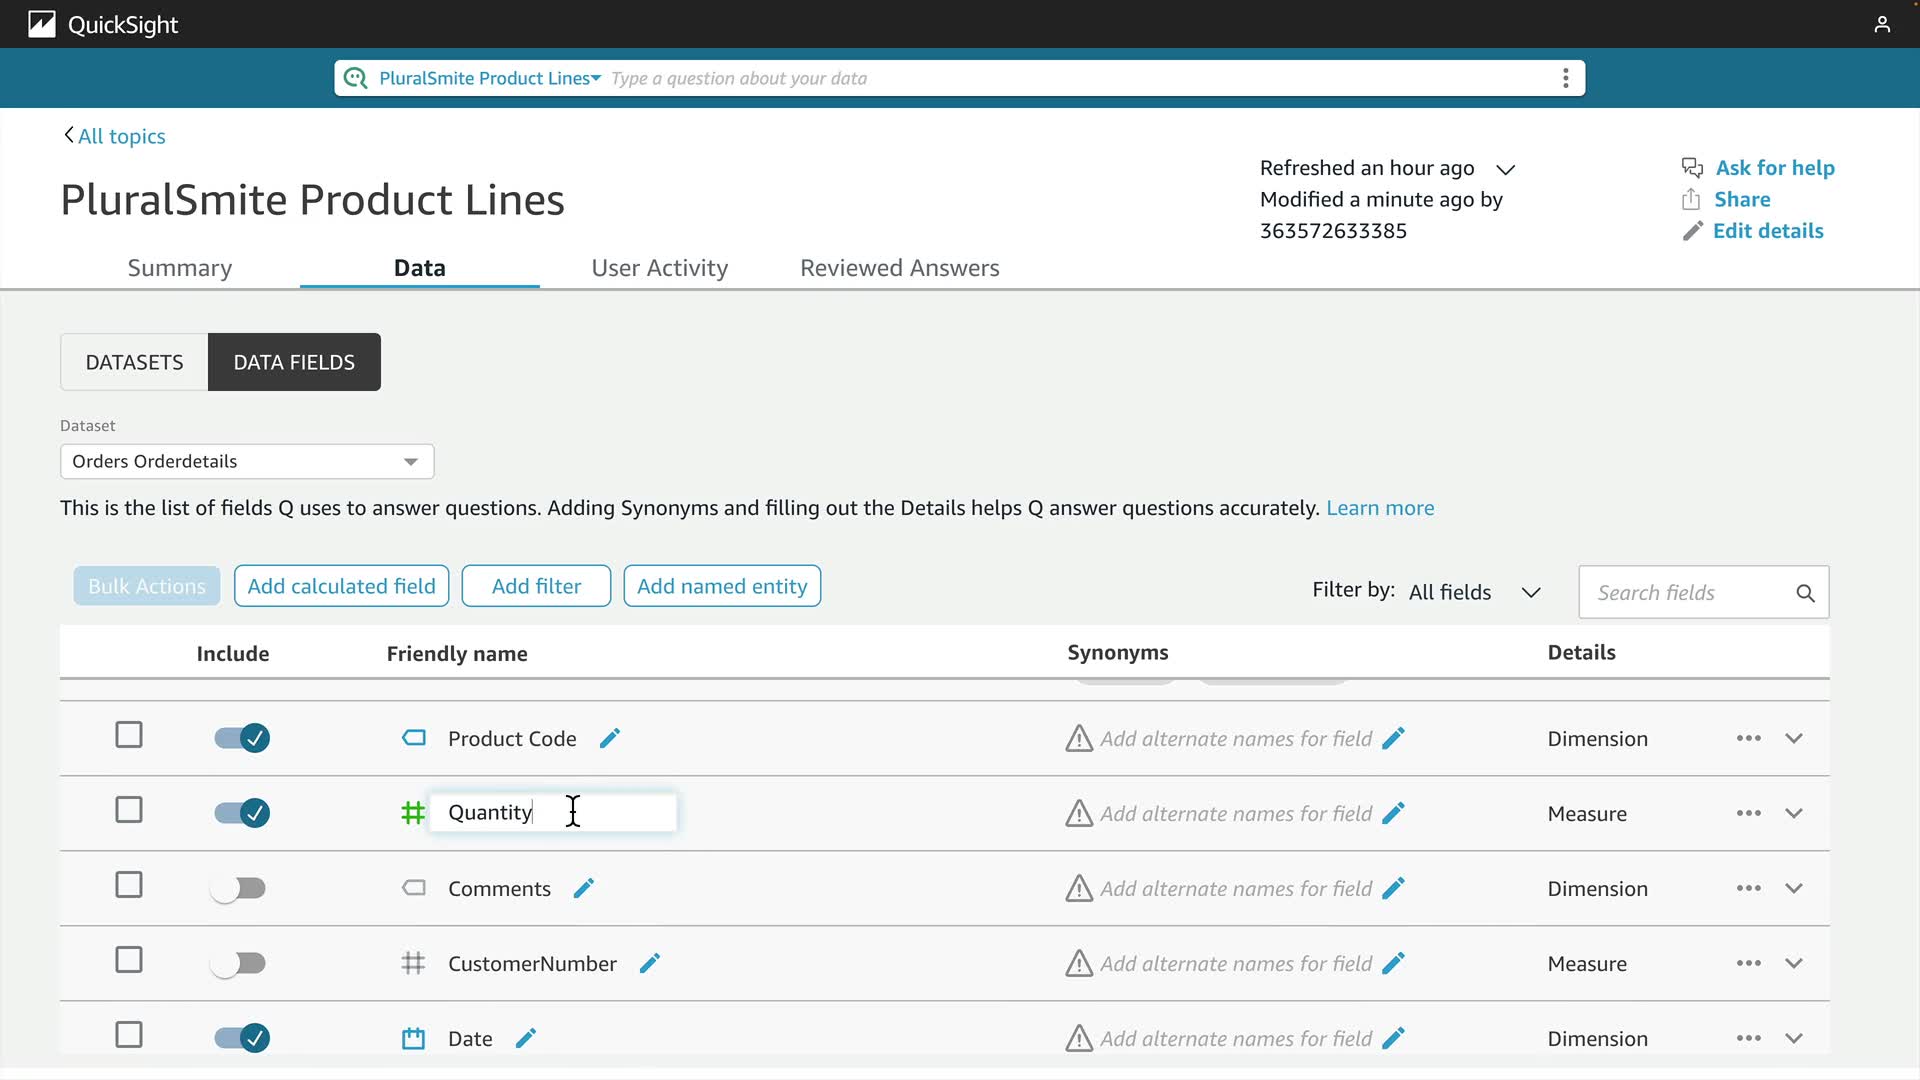 QuickSight
PluralSmite Product Lines Type a question about your data
All topics
PluralSmite Product Lines
Refreshed an hour ago
Modified a minute ago by
363572633385
Ask for help
Share
Edit details
Summary Data User Activity Reviewed Answers
DATASETS DATA FIELDS
Dataset
Orders Orderdetails
This is the list of fields Q uses to answer questions. Adding Synonyms and filling out the Details helps Q answer questions accurately. Learn more
Bulk Actions Add calculated field Add filter Add named entity Filter by: All fields Search fields
Include Friendly name Synonyms Details
Product Code Add alternate names for field Dimension
Quantity Add alternate names for field Measure
Comments Add alternate names for field Dimension
CustomerNumber Add alternate names for field Measure
Date Add alternate names for field Dimension